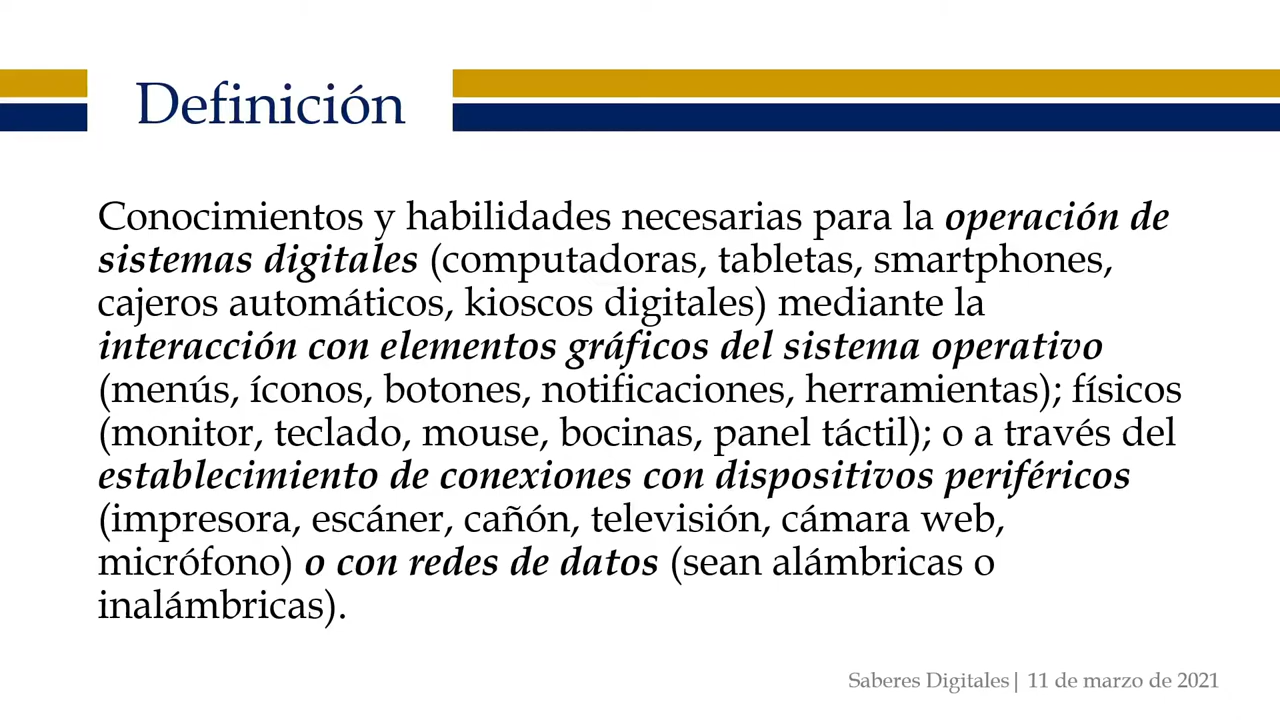 Definición
Conocimientos y habilidades necesarias para la operación de
sistemas digitales (computadoras, tabletas, smartphones,
cajeros automáticos, kioscos digitales) mediante la
interacción con elementos gráficos del sistema operativo
(menús, íconos, botones, notificaciones, herramientas); físicos
(monitor, teclado, mouse, bocinas, panel táctil); o a través del
establecimiento de conexiones con dispositivos periféricos
(impresora, escáner, cañón, televisión, cámara web,
micrófono) o con redes de datos (sean alámbricas o
inalámbricas).
Saberes Digitales| 11 de marzo de 2021